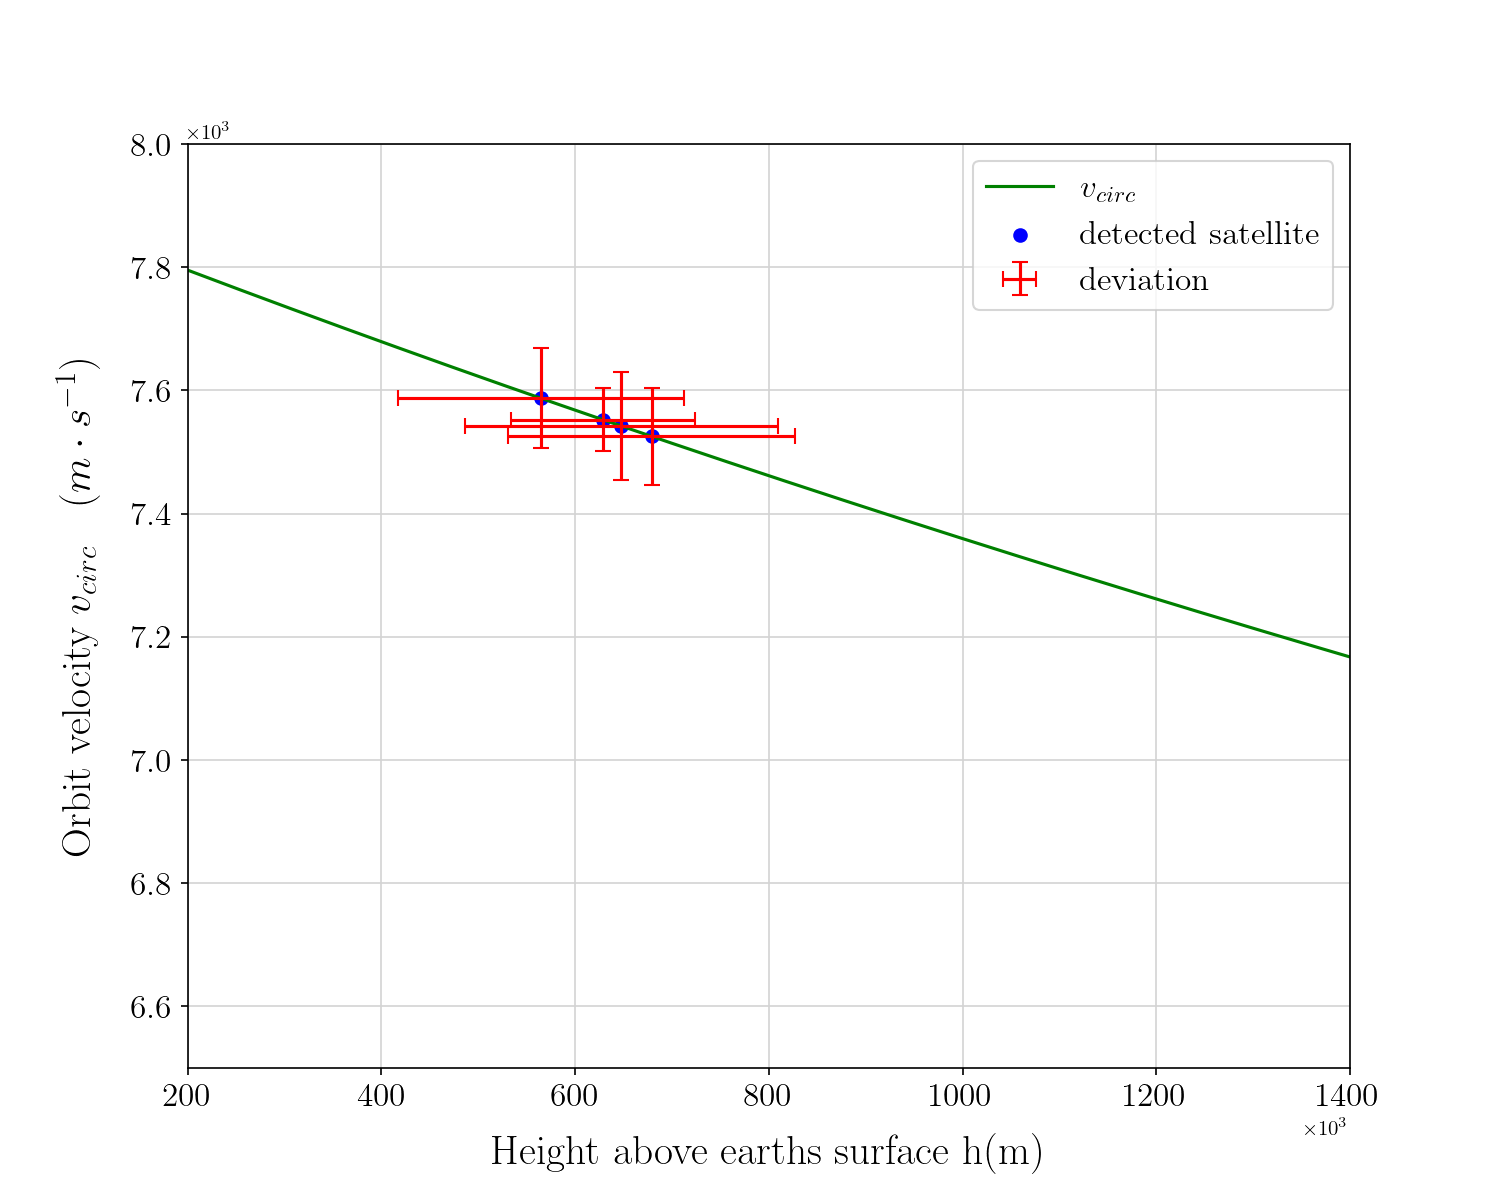 ×10³
8.0
7.8
7.6
7.4
7.2
7.0
6.8
6.6
Orbit velocity v_circ (m · s⁻¹)
v_circ
detected satellite
deviation
200 400 600 800 1000 1200 1400
×10³
Height above earths surface h(m)